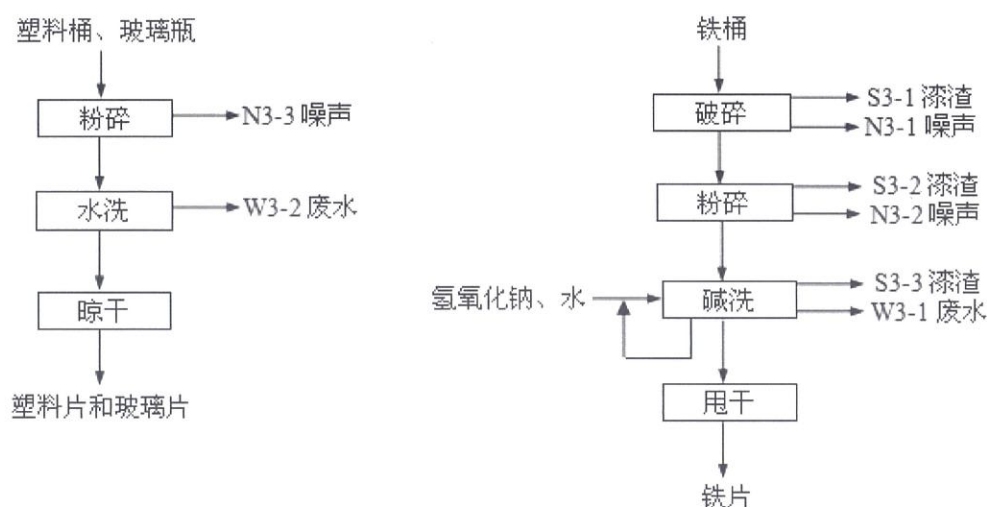 塑料桶、玻璃瓶
粉碎
N3-3 噪声
水洗
W3-2 废水
晾干
塑料片和玻璃片
铁桶
破碎
S3-1 漆渣
N3-1 噪声
粉碎
S3-2 漆渣
N3-2 噪声
氢氧化钠、水
碱洗
S3-3 漆渣
W3-1 废水
甩干
铁片